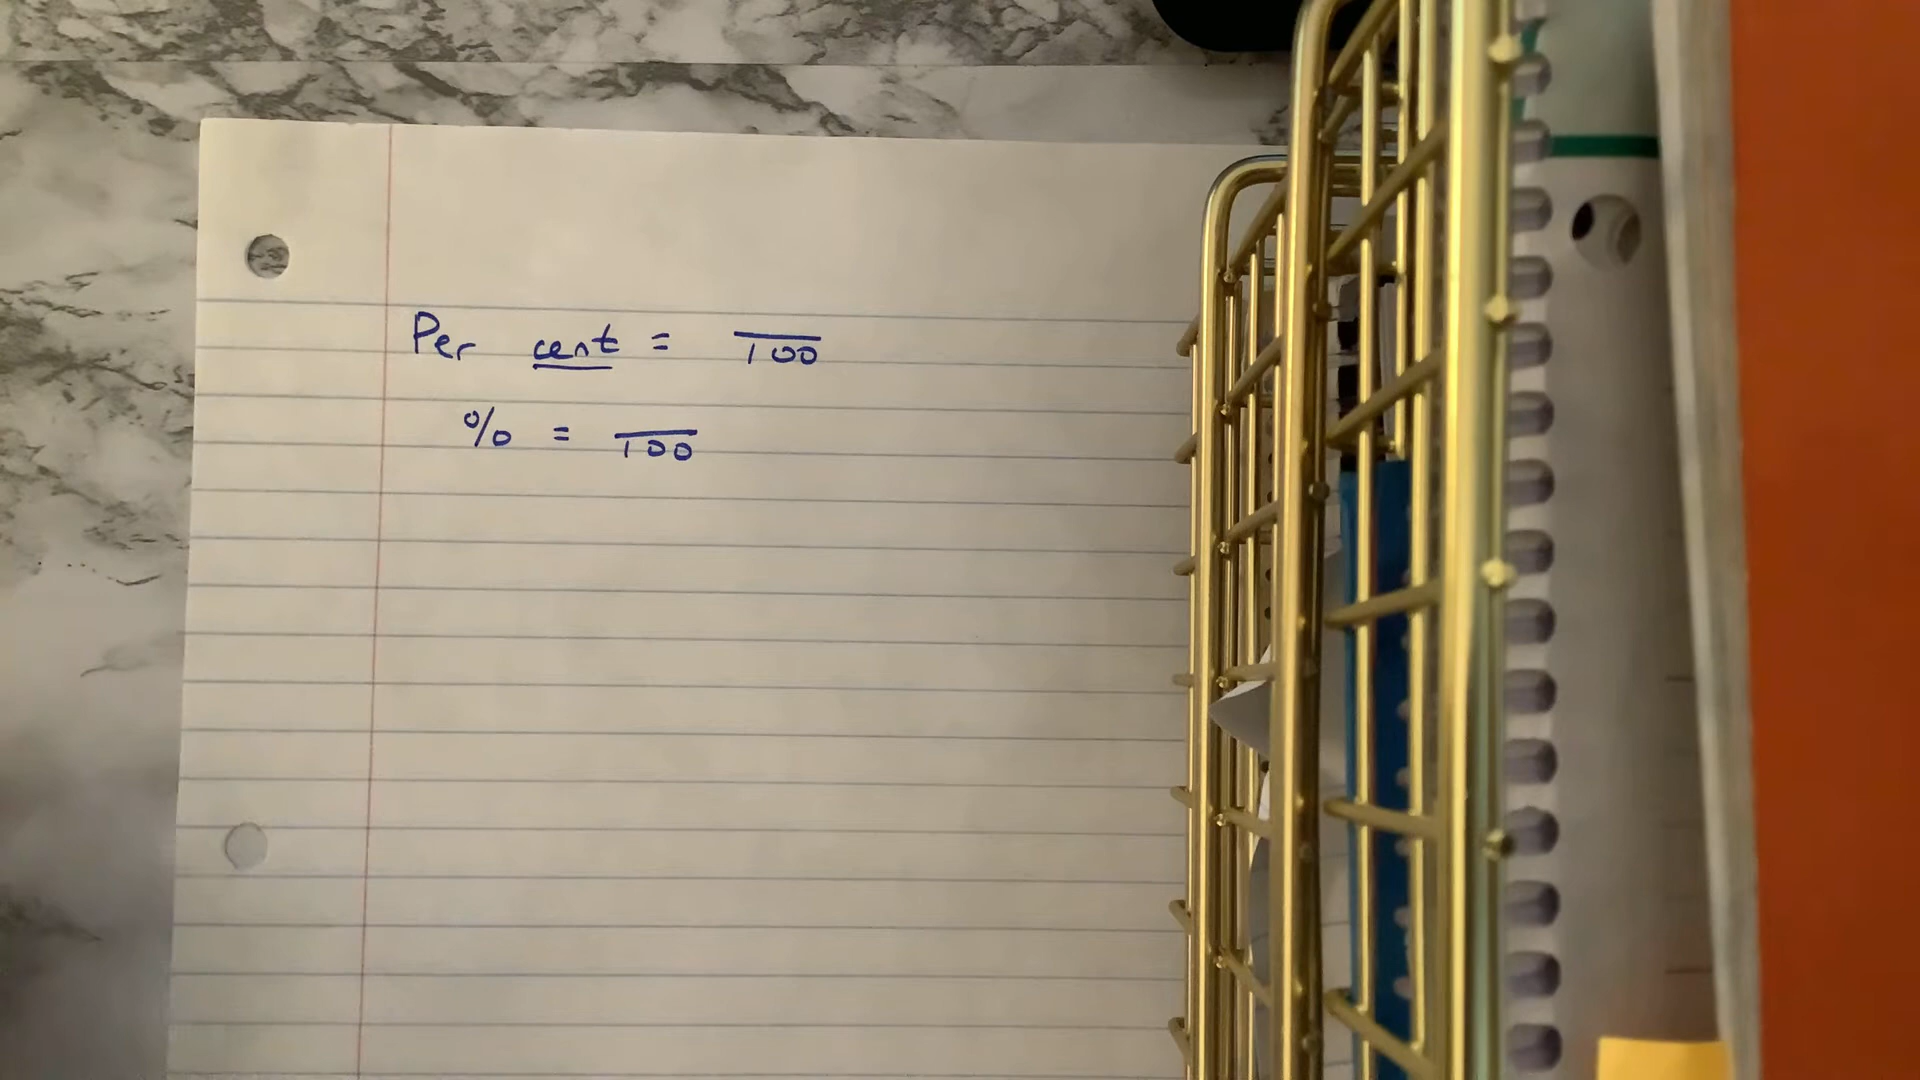 Per cent = /100
% = /100